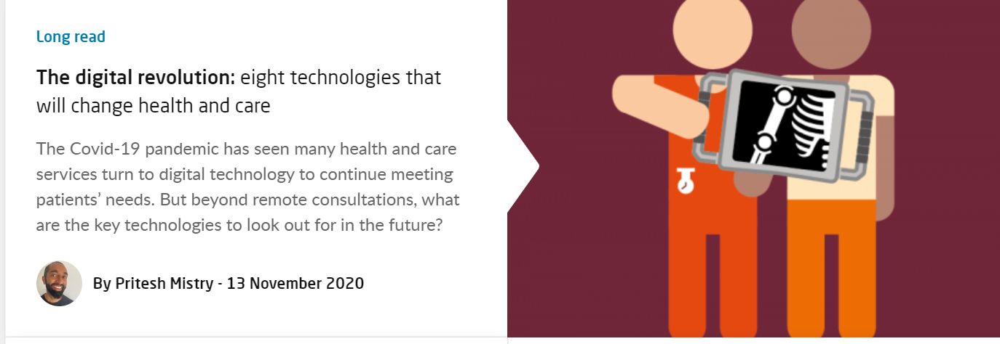 Long read
The digital revolution: eight technologies that
will change health and care
The Covid-19 pandemic has seen many health and care
services turn to digital technology to continue meeting
patients’ needs. But beyond remote consultations, what
are the key technologies to look out for in the future?
By Pritesh Mistry - 13 November 2020